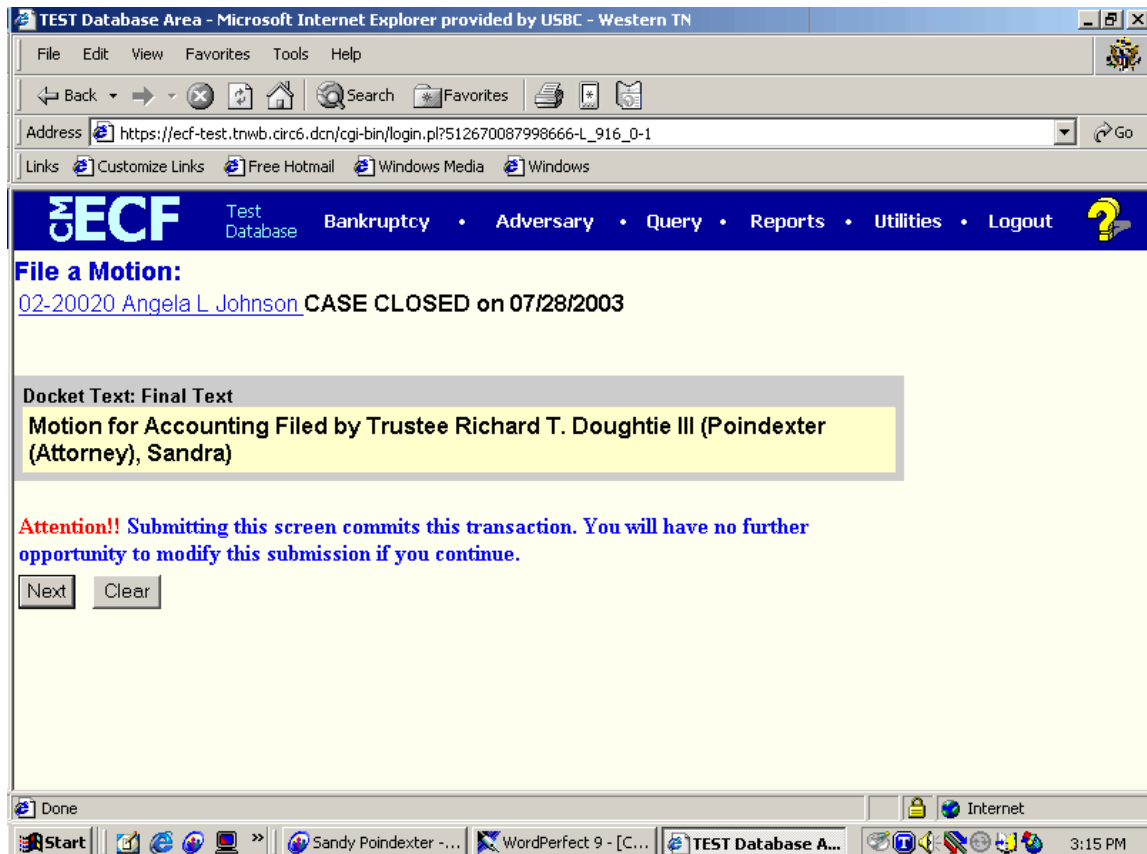 TEST Database Area - Microsoft Internet Explorer provided by USBC - Western TN
File Edit View Favorites Tools Help
Back Search Favorites
Address https://ecf-test.tnwb.circ6.dcn/cgi-bin/login.pl?512670087998666-L_916_0-1 Go
Links Customize Links Free Hotmail Windows Media Windows
CM ECF Test Database Bankruptcy • Adversary • Query • Reports • Utilities • Logout ?
File a Motion:
02-20020 Angela L Johnson CASE CLOSED on 07/28/2003
Docket Text: Final Text
Motion for Accounting Filed by Trustee Richard T. Doughtie III (Poindexter
(Attorney), Sandra)
Attention!! Submitting this screen commits this transaction. You will have no further
opportunity to modify this submission if you continue.
Next Clear
Done Internet
Start » Sandy Poindexter -... WordPerfect 9 - [C... TEST Database A... 3:15 PM